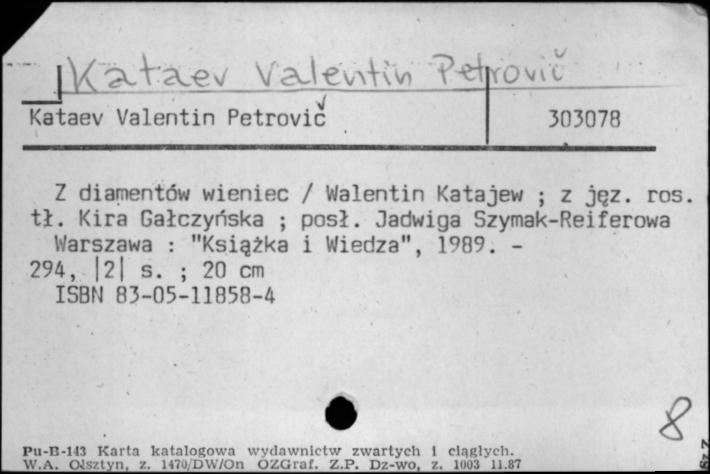 Kataev Valentin Petrovič
Kataev Valentin Petrovič 303078
Z diamentów wieniec / Walentin Katajew ; z jęz. ros.
tł. Kira Gałczyńska ; posł. Jadwiga Szymak-Reiferowa
Warszawa : "Książka i Wiedza", 1989. -
294, |2| s. ; 20 cm
ISBN 83-05-11858-4
8
Pu-B-143 Karta katalogowa wydawnictw zwartych i ciągłych.
W.A. Olsztyn, z. 1470/DW/On OZGraf. Z.P. Dz-wo, z. 1003 11.87